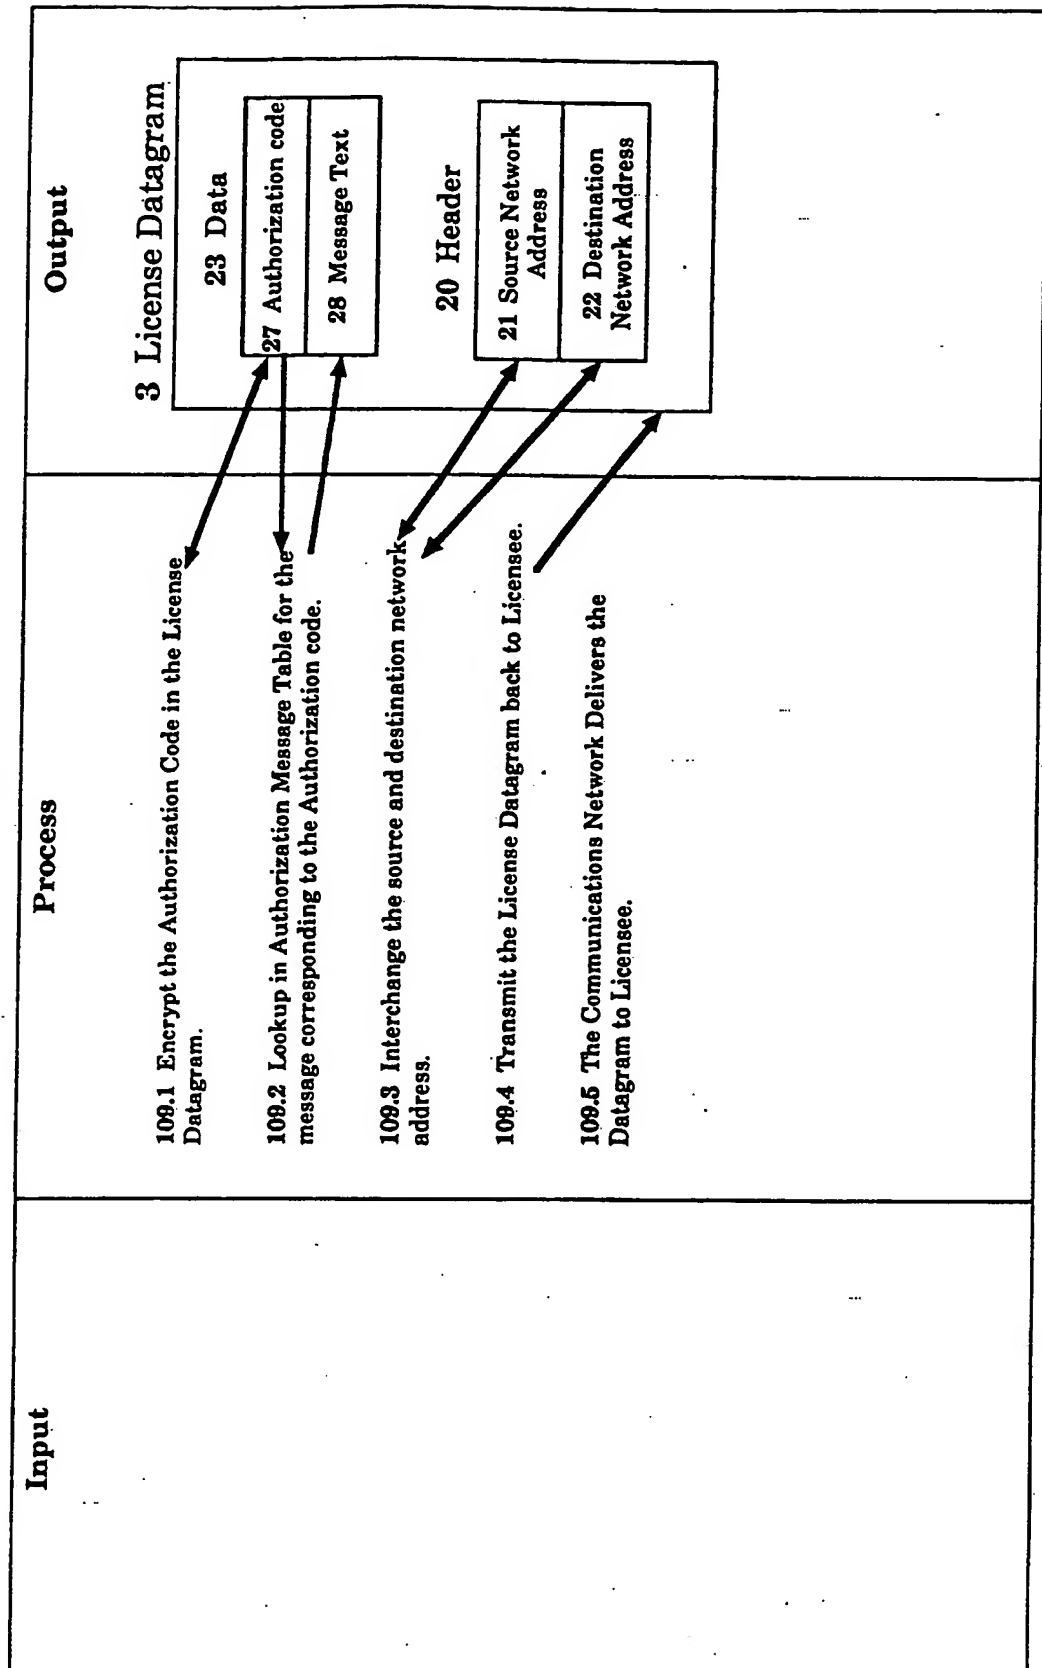 Input
Process
Output
109.1 Encrypt the Authorization Code in the License
Datagram.
109.2 Lookup in Authorization Message Table for the
message corresponding to the Authorization code.
109.3 Interchange the source and destination network
address.
109.4 Transmit the License Datagram back to Licensee.
109.5 The Communications Network Delivers the
Datagram to Licensee.
3 License Datagram
23 Data
27 Authorization code
28 Message Text
20 Header
21 Source Network
Address
22 Destination
Network Address